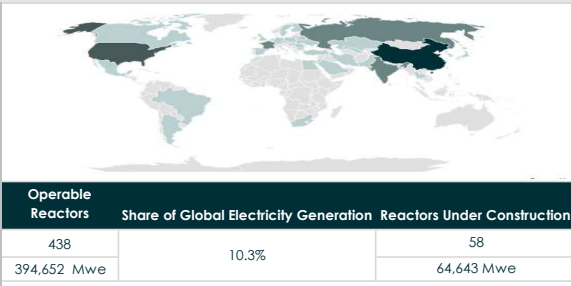 Operable
Reactors
Share of Global Electricity Generation
Reactors Under Construction
438
10.3%
58
394,652 Mwe
64,643 Mwe